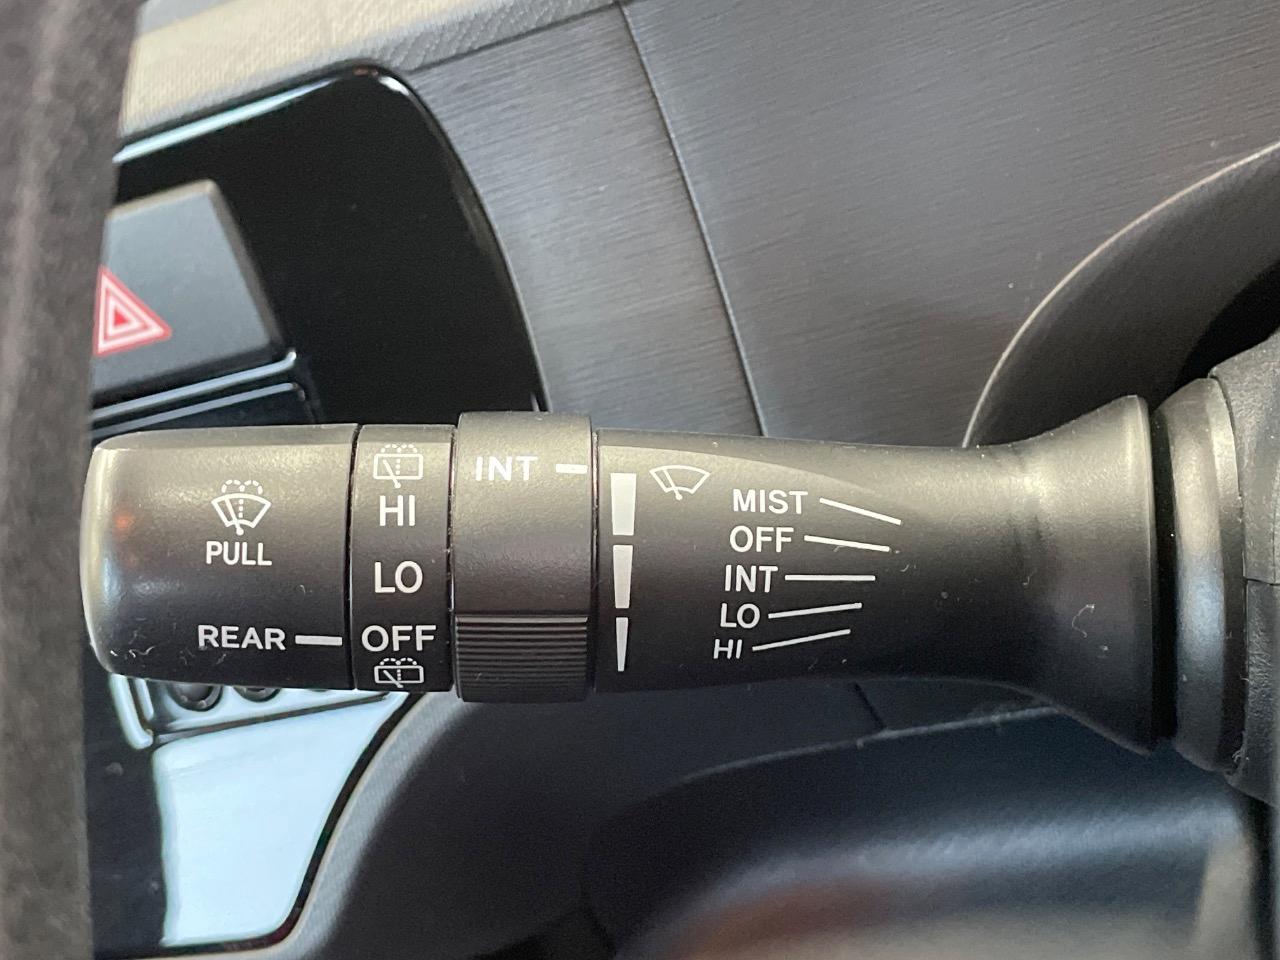 PULL
REAR
HI
LO
OFF
INT
MIST
OFF
INT
LO
HI